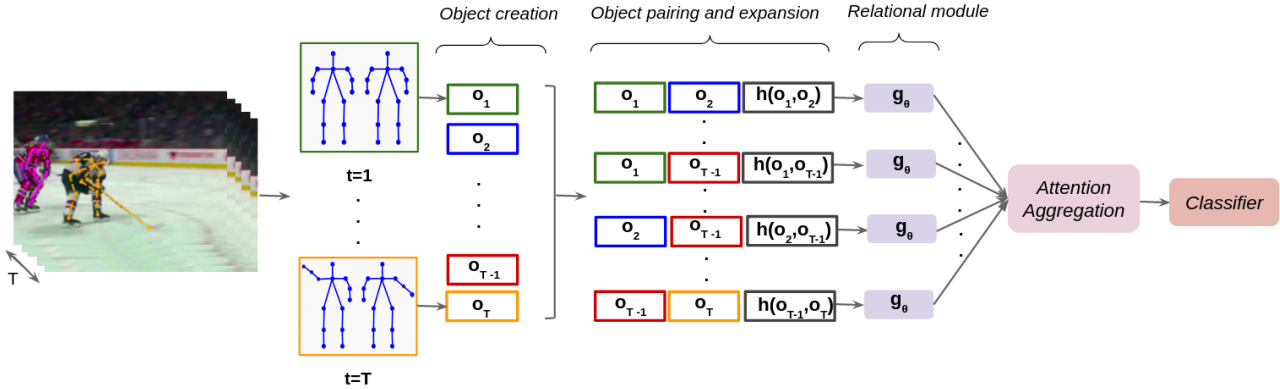 Object creation
Object pairing and expansion
Relational module
T
t=1
.
.
.
t=T
o1
o2
.
.
.
oT-1
oT
o1 o2 h(o1,o2) gθ
. . .
o1 oT-1 h(o1,oT-1) gθ
. . .
o2 oT-1 h(o2,oT-1) gθ
. . .
oT-1 oT h(oT-1,oT) gθ
Attention
Aggregation
Classifier